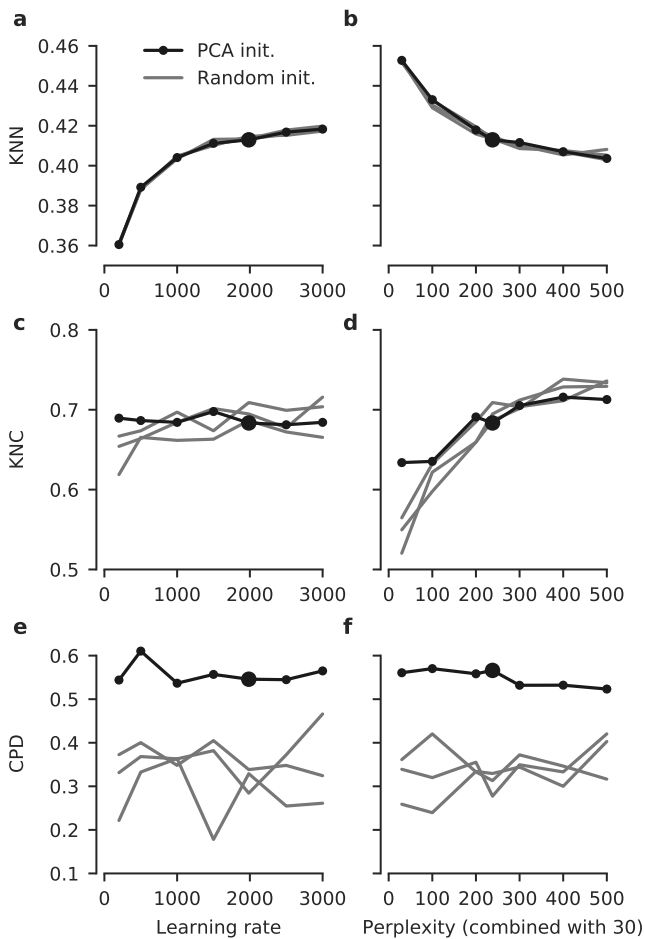 a
b
0.46
0.44
0.42
0.40
0.38
0.36
KNN
PCA init.
Random init.
0 1000 2000 3000
0 100 200 300 400 500
c
d
0.8
0.7
0.6
0.5
KNC
0 1000 2000 3000
0 100 200 300 400 500
e
f
0.6
0.5
0.4
0.3
0.2
0.1
CPD
0 1000 2000 3000
0 100 200 300 400 500
Learning rate
Perplexity (combined with 30)